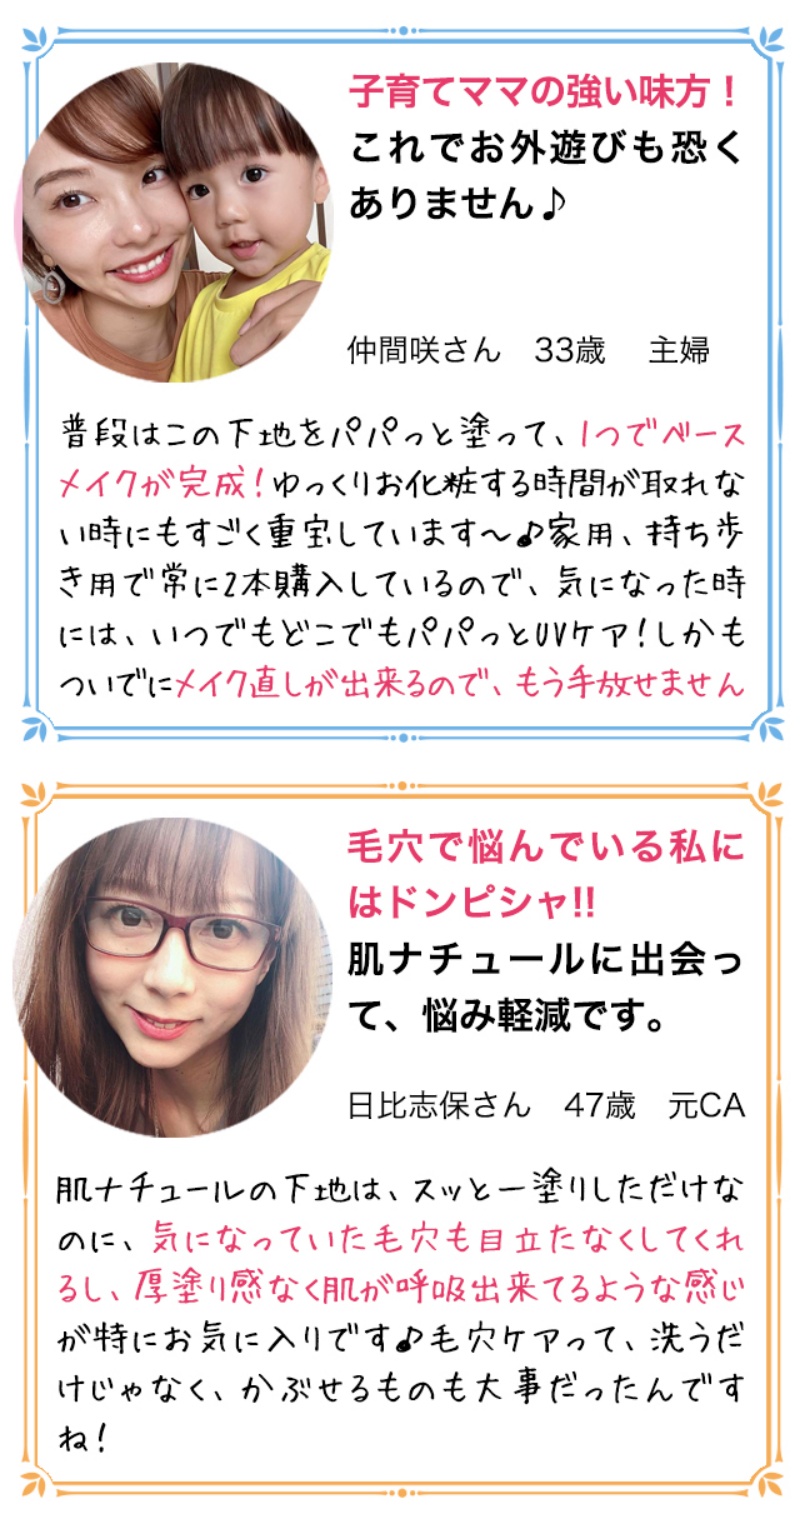 子育てママの強い味方！
これでお外遊びも恐く
ありません♪
仲間咲さん　33歳　主婦
普段はこの下地をパパっと塗って、1つでベース
メイクが完成！ゆっくりお化粧する時間が取れな
い時にもすごく重宝しています〜♪家用、持ち歩
き用で常に2本購入しているので、気になった時
には、いつでもどこでもパパっとUVケア！しかも
ついでにメイク直しが出来るので、もう手放せません
毛穴で悩んでいる私に
はドンピシャ!!
肌ナチュールに出会っ
て、悩み軽減です。
日比志保さん　47歳　元CA
肌ナチュールの下地は、スッと一塗りしただけな
のに、気になっていた毛穴も目立たなくしてくれ
るし、厚塗り感なく肌が呼吸出来てるような感じ
が特にお気に入りです♪毛穴ケアって、洗うだ
けじゃなく、かぶせるものも大事だったんです
ね！